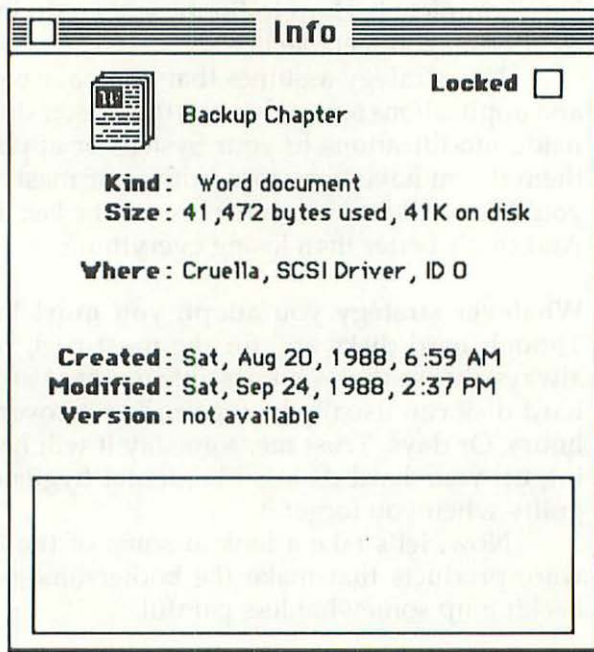 Info
Locked
Backup Chapter
Kind: Word document
Size: 41,472 bytes used, 41K on disk
Where: Cruella, SCSI Driver, ID 0
Created: Sat, Aug 20, 1988, 6:59 AM
Modified: Sat, Sep 24, 1988, 2:37 PM
Version: not available